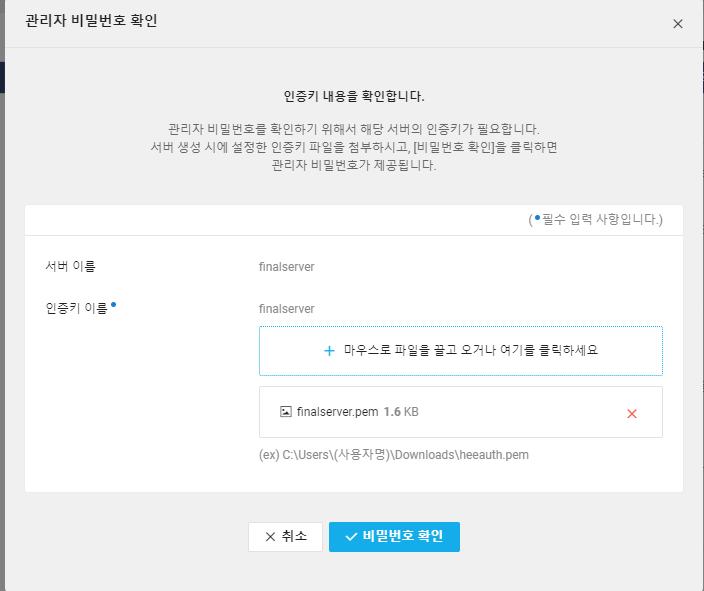 관리자 비밀번호 확인
인증키 내용을 확인합니다.
관리자 비밀번호를 확인하기 위해서 해당 서버의 인증키가 필요합니다.
서버 생성 시에 설정한 인증키 파일을 첨부하시고, [비밀번호 확인]을 클릭하면
관리자 비밀번호가 제공됩니다.
(•필수 입력 사항입니다.)
서버 이름 finalserver
인증키 이름• finalserver
+ 마우스로 파일을 끌고 오거나 여기를 클릭하세요
finalserver.pem 1.6 KB
(ex) C:\Users\(사용자명)\Downloads\heeauth.pem
취소 비밀번호 확인